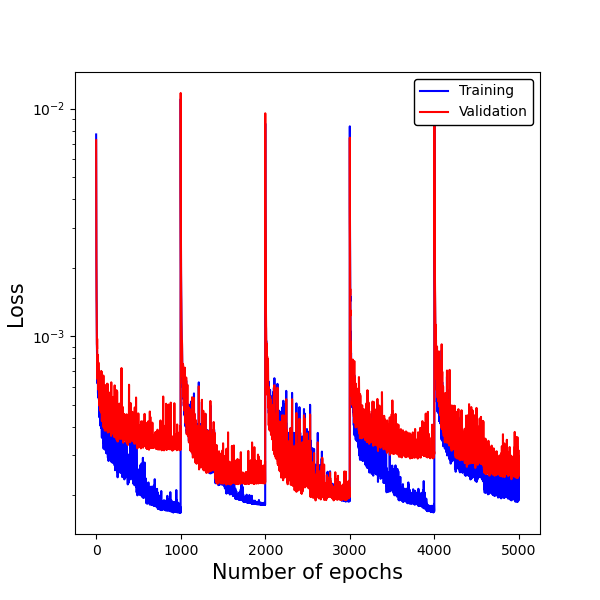 Training
Validation
10⁻²
10⁻³
Loss
0 1000 2000 3000 4000 5000
Number of epochs